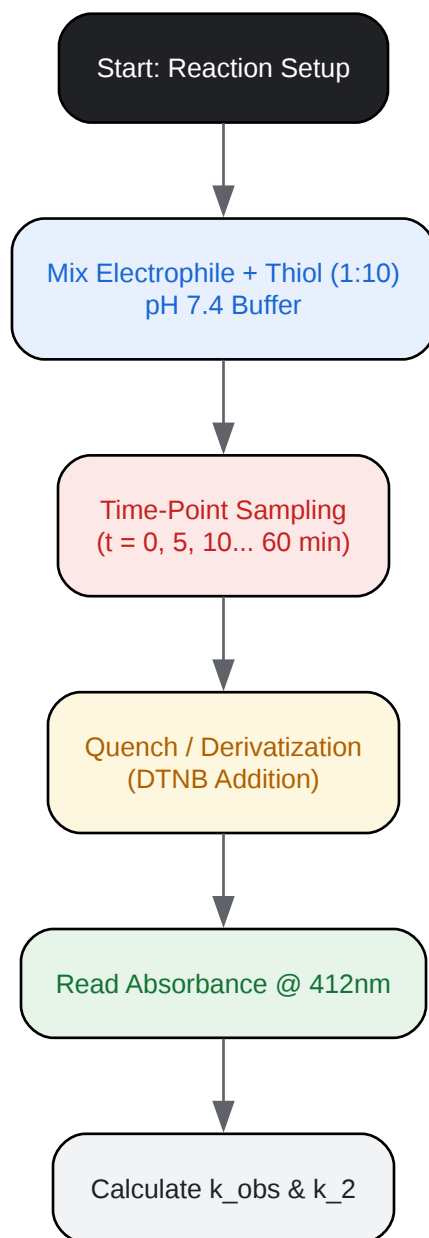 Start: Reaction Setup
Mix Electrophile + Thiol (1:10)
pH 7.4 Buffer
Time-Point Sampling
(t = 0, 5, 10... 60 min)
Quench / Derivatization
(DTNB Addition)
Read Absorbance @ 412nm
Calculate k_obs & k_2